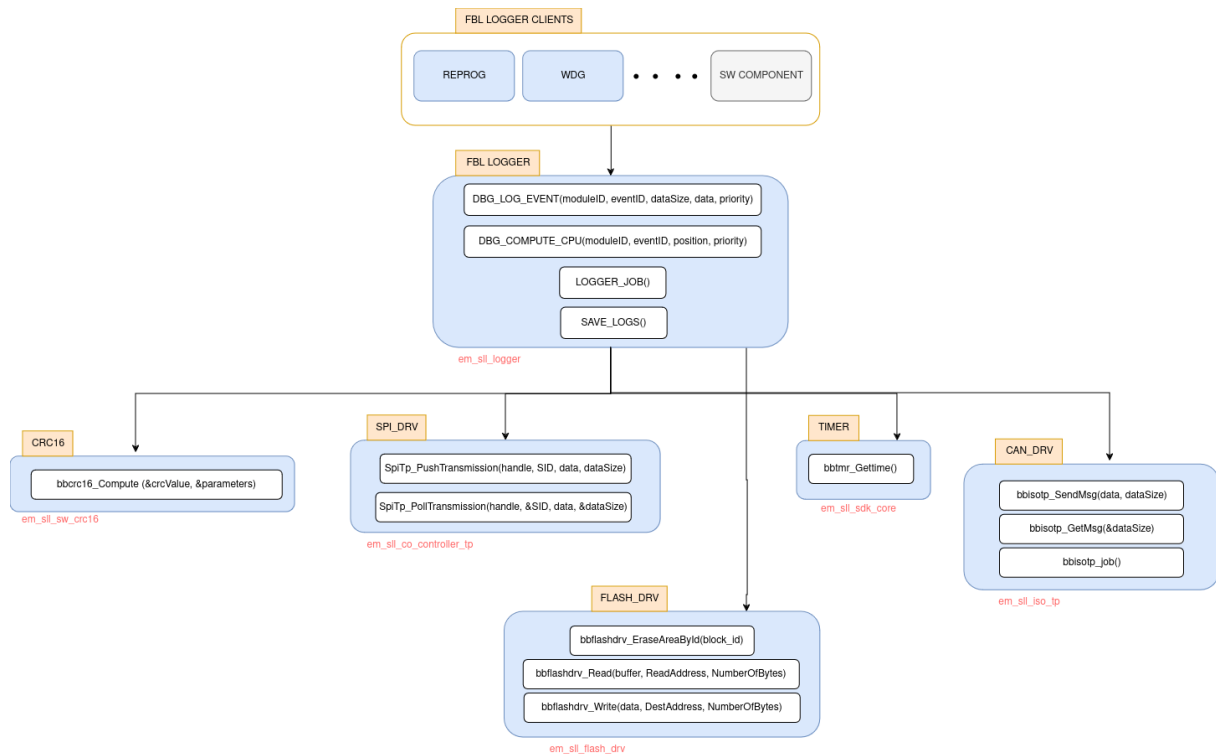 FBL LOGGER CLIENTS
REPROG
WDG
SW COMPONENT
FBL LOGGER
DBG_LOG_EVENT(moduleID, eventID, dataSize, data, priority)
DBG_COMPUTE_CPU(moduleID, eventID, position, priority)
LOGGER_JOB()
SAVE_LOGS()
em_sll_logger
CRC16
bbcrc16_Compute (&crcValue, &parameters)
em_sll_sw_crc16
SPI_DRV
SpiTp_PushTransmission(handle, SID, data, dataSize)
SpiTp_PollTransmission(handle, &SID, data, &dataSize)
em_sll_co_controller_tp
TIMER
bbtmr_Gettime()
em_sll_sdk_core
CAN_DRV
bbisotp_SendMsg(data, dataSize)
bbisotp_GetMsg(&dataSize)
bbisotp_job()
em_sll_iso_tp
FLASH_DRV
bbflashdrv_EraseAreaById(block_id)
bbflashdrv_Read(buffer, ReadAddress, NumberOfBytes)
bbflashdrv_Write(data, DestAddress, NumberOfBytes)
em_sll_flash_drv